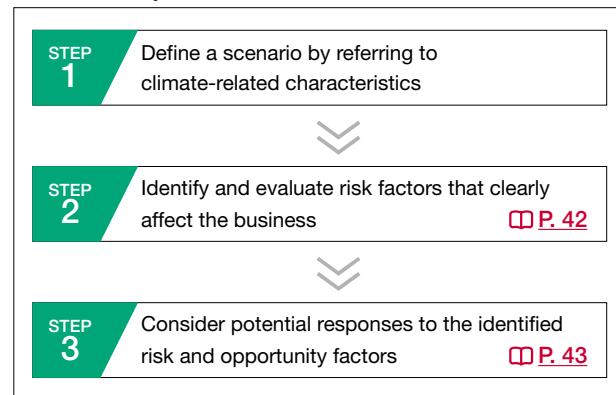 STEP
1
Define a scenario by referring to
climate-related characteristics
STEP
2
Identify and evaluate risk factors that clearly
affect the business
P. 42
STEP
3
Consider potential responses to the identified
risk and opportunity factors
P. 43